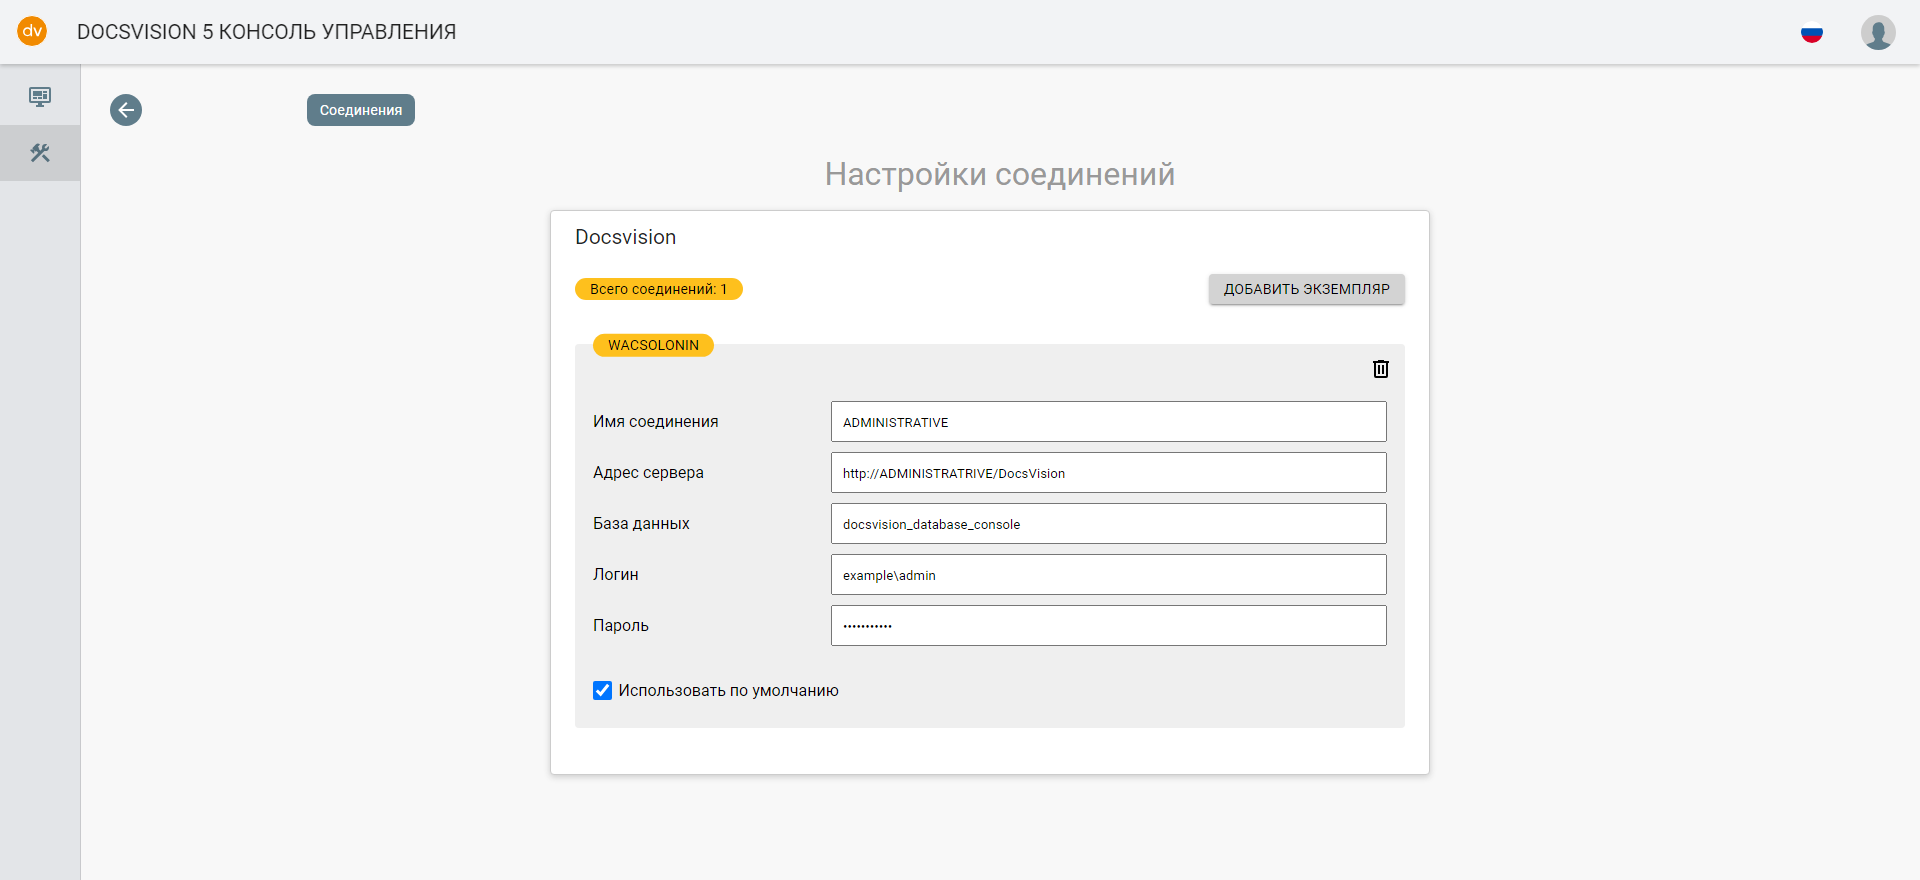 dv
DOCSVISION 5 КОНСОЛЬ УПРАВЛЕНИЯ
Соединения
Настройки соединений
Docsvision
Всего соединений: 1
ДОБАВИТЬ ЭКЗЕМПЛЯР
WACSOLONIN
Имя соединения
ADMINISTRATIVE
Адрес сервера
http://ADMINISTRATRIVE/DocsVision
База данных
docsvision_database_console
Логин
example\admin
Пароль
•••••••••••
Использовать по умолчанию